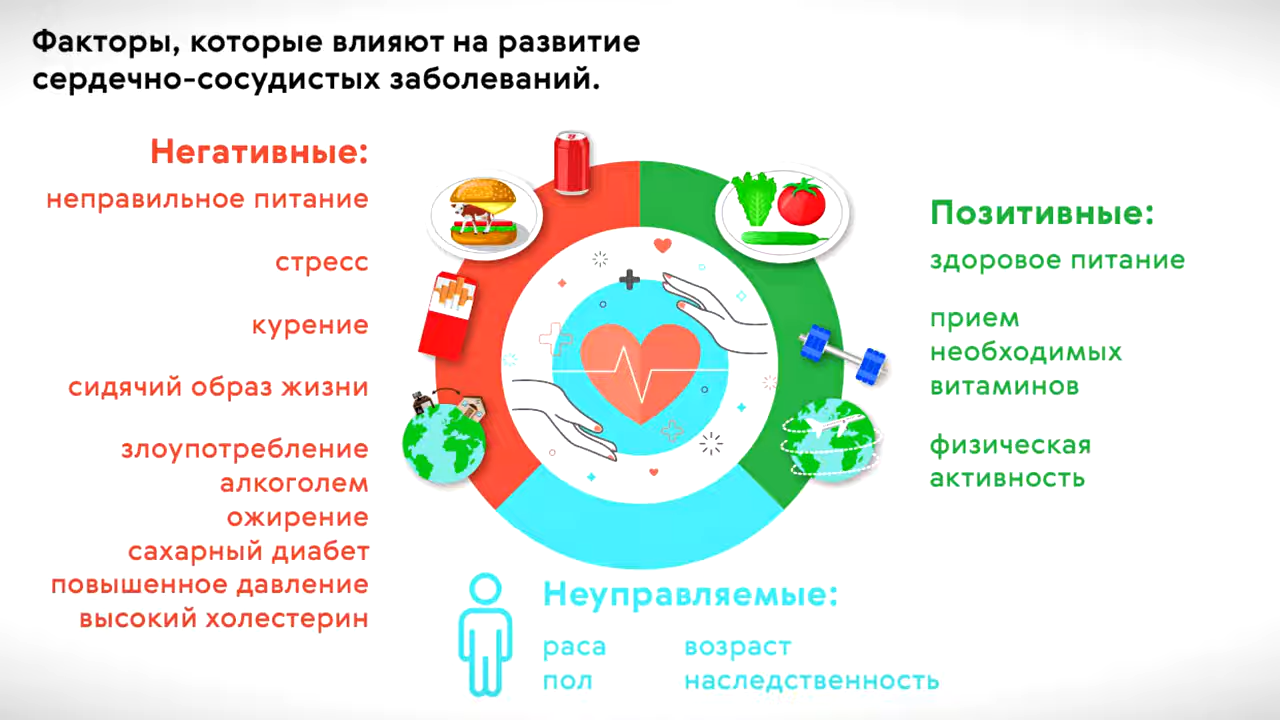 Факторы, которые влияют на развитие
сердечно-сосудистых заболеваний.
Негативные:
неправильное питание
стресс
курение
сидячий образ жизни
злоупотребление
алкоголем
ожирение
сахарный диабет
повышенное давление
высокий холестерин
Позитивные:
здоровое питание
прием
необходимых
витаминов
физическая
активность
Неуправляемые:
раса
возраст
пол
наследственность